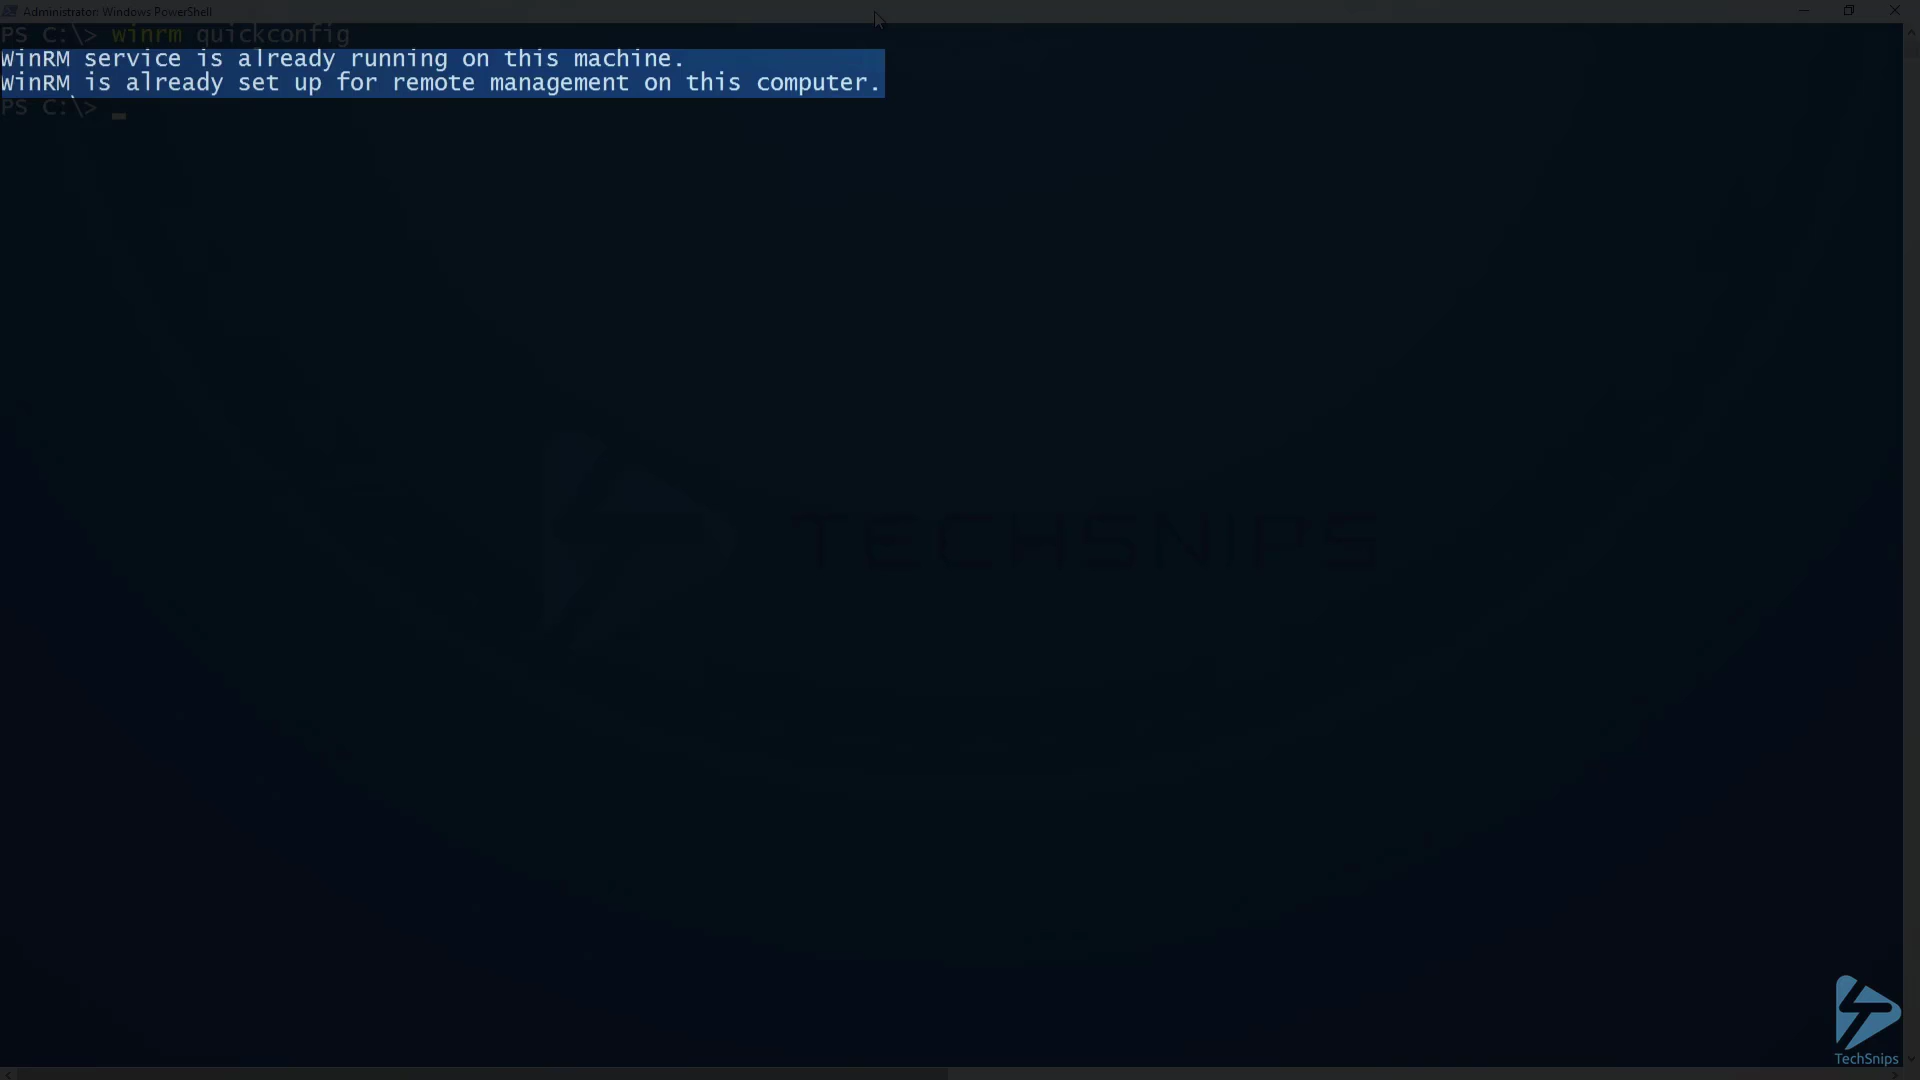 Administrator: Windows PowerShell
PS C:\> winrm quickconfig
WinRM service is already running on this machine.
WinRM is already set up for remote management on this computer.
PS C:\>
TECHSNIPS
TechSnips